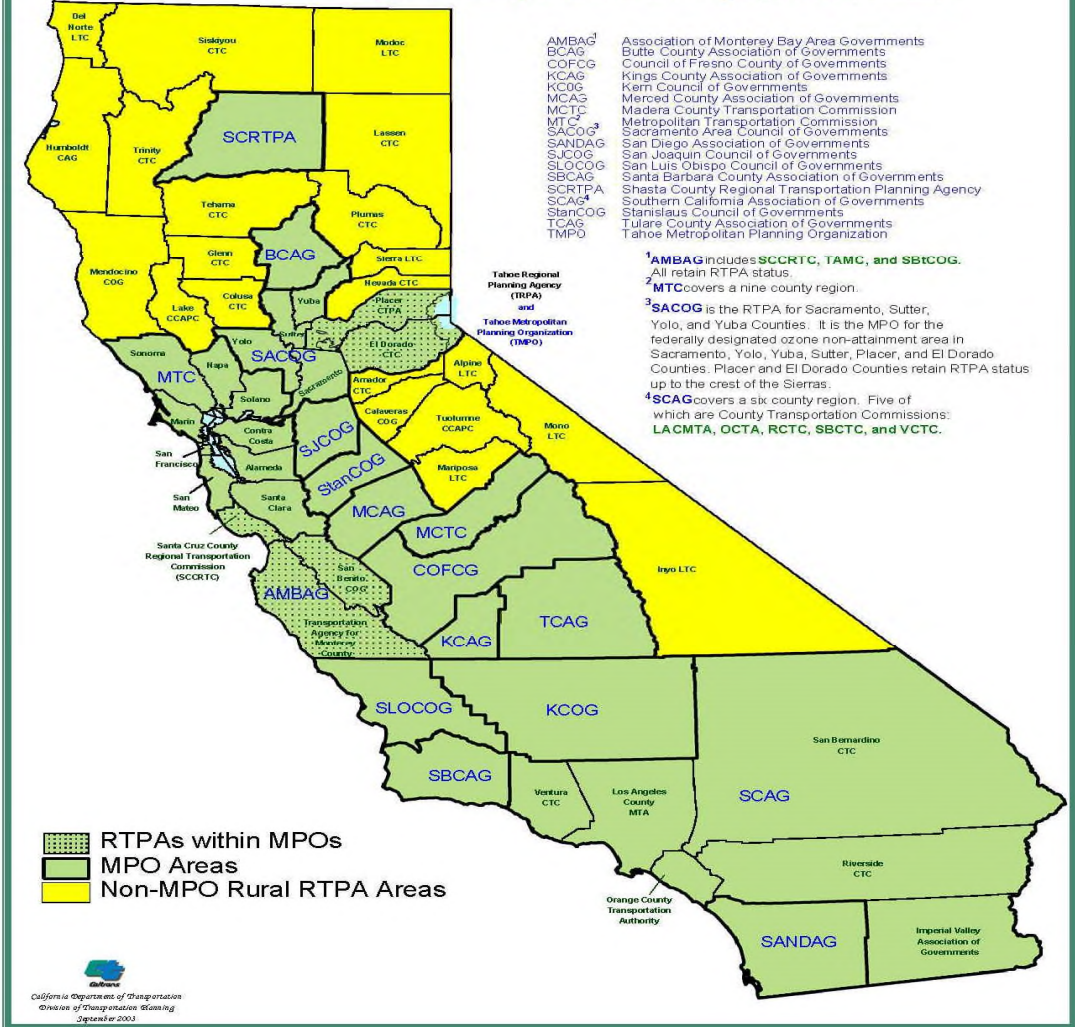 Del
Norte
LTC
Siskiyou
CTC
Modoc
LTC
AMBAG1 Association of Monterey Bay Area Governments
BCAG Butte County Association of Governments
COFCG Council of Fresno County of Governments
KCAG Kings County Association of Governments
KCOG Kern Council of Governments
MCAG Merced County Association of Governments
MCTC Madera County Transportation Commission
MTC2 Metropolitan Transportation Commission
SACOG3 Sacramento Area Council of Governments
SANDAG San Diego Association of Governments
SJCOG San Joaquin Council of Governments
SLOCOG San Luis Obispo Council of Governments
SBCAG Santa Barbara County Association of Governments
SCRTPA Shasta County Regional Transportation Planning Agency
SCAG4 Southern California Association of Governments
StanCOG Stanislaus Council of Governments
TCAG Tulare County Association of Governments
TMPO Tahoe Metropolitan Planning Organization
1AMBAG includes SCCRTC, TAMC, and SBtCOG.
All retain RTPA status.
2MTC covers a nine county region.
3SACOG is the RTPA for Sacramento, Sutter,
Yolo, and Yuba Counties. It is the MPO for the
federally designated ozone non-attainment area in
Sacramento, Yolo, Yuba, Sutter, Placer, and El Dorado
Counties. Placer and El Dorado Counties retain RTPA status
up to the crest of the Sierras.
4SCAG covers a six county region. Five of
which are County Transportation Commissions:
LACMTA, OCTA, RCTC, SBCTC, and VCTC.
SCRTPA
Humboldt
CAG
Trinity
CTC
Lassen
CTC
Tehama
CTC
Plumas
CTC
BCAG
Glenn
CTC
Sierra LTC
Mendocino
COG
Lake
CCAPC
Colusa
CTC
Yuba
Nevada CTC
Placer
CTPA
Tahoe Regional
Planning Agency
(TRPA)
and
Tahoe Metropolitan
Planning Organization
(TMPO)
Sutter
El Dorado
CTC
Sonoma
Napa
Yolo
SACOG
Sacramento
MTC
Solano
Amador
CTC
Alpine
LTC
Calaveras
COG
Tuolumne
CCAPC
Mono
LTC
Marin
Contra
Costa
SJCOG
San
Francisco
Alameda
StanCOG
Mariposa
LTC
San
Mateo
Santa
Clara
MCAG
MCTC
Santa Cruz County
Regional Transportation
Commission
(SCCRTC)
San
Benito
COG
COFCG
Inyo LTC
AMBAG
Transportation
Agency for
Monterey
County
KCAG
TCAG
SLOCOG
KCOG
San Bernardino
CTC
SBCAG
Ventura
CTC
Los Angeles
County
MTA
SCAG
RTPAs within MPOs
MPO Areas
Non-MPO Rural RTPA Areas
Riverside
CTC
Orange County
Transportation
Authority
SANDAG
Imperial Valley
Association of
Governments
Caltrans
California Department of Transportation
Division of Transportation Planning
September 2003